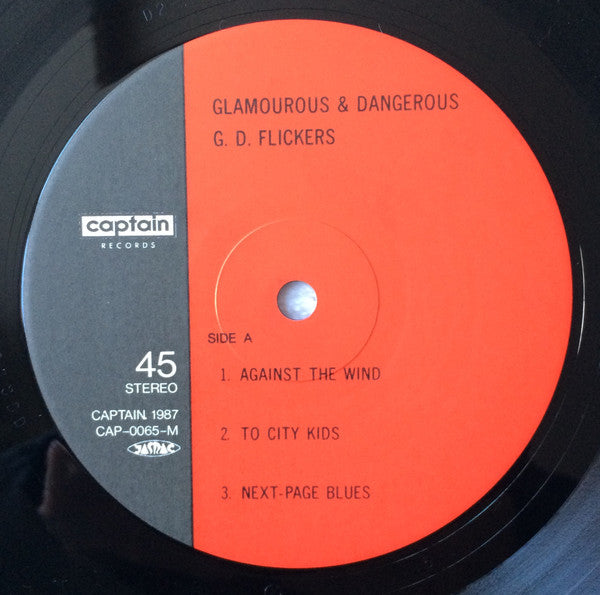 GLAMOUROUS & DANGEROUS
G. D. FLICKERS
captain
RECORDS
SIDE A
45
STEREO
CAPTAIN. 1987
CAP-0065-M
JASRAC
1. AGAINST THE WIND
2. TO CITY KIDS
3. NEXT-PAGE BLUES